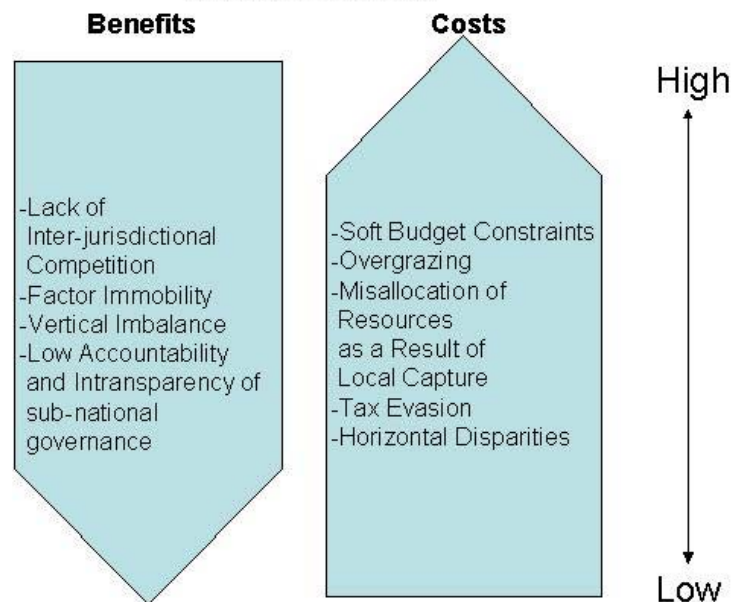 Benefits
-Lack of
Inter-jurisdictional
Competition
-Factor Immobility
-Vertical Imbalance
-Low Accountability
and Intransparency of
sub-national
governance
Costs
-Soft Budget Constraints
-Overgrazing
-Misallocation of
Resources
as a Result of
Local Capture
-Tax Evasion
-Horizontal Disparities
High
Low